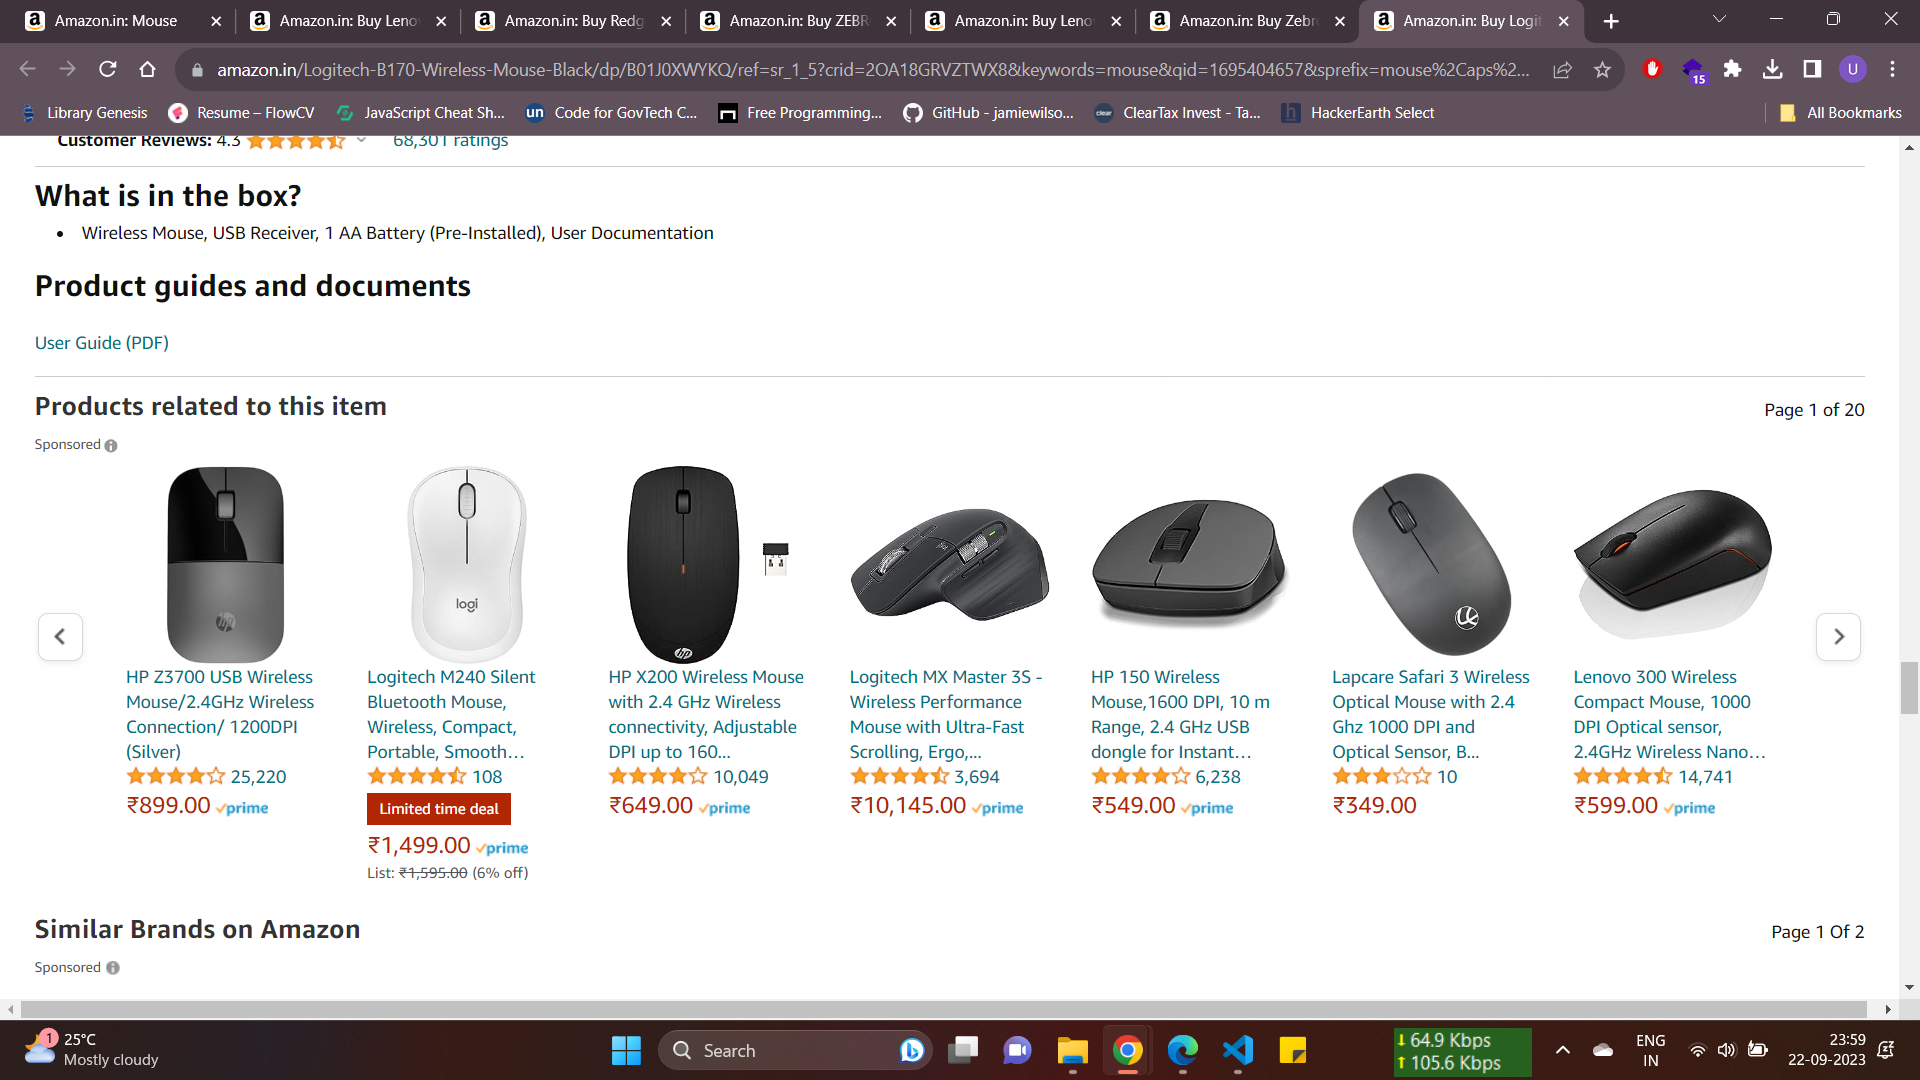 Amazon.in: Mouse
Amazon.in: Buy Leno
Amazon.in: Buy Redg
Amazon.in: Buy ZEBR
Amazon.in: Buy Leno
Amazon.in: Buy Zebr
Amazon.in: Buy Logit
amazon.in/Logitech-B170-Wireless-Mouse-Black/dp/B01J0XWYKQ/ref=sr_1_5?crid=2OA18GRVZTWX8&keywords=mouse&qid=1695404657&sprefix=mouse%2Caps%2...
15
U
Library Genesis
Resume – FlowCV
JavaScript Cheat Sh...
un
Code for GovTech C...
Free Programming...
GitHub - jamiewilso...
clear
ClearTax Invest - Ta...
h
HackerEarth Select
All Bookmarks
Customer Reviews: 4.3
68,301 ratings
What is in the box?
• Wireless Mouse, USB Receiver, 1 AA Battery (Pre-Installed), User Documentation
Product guides and documents
User Guide (PDF)
Products related to this item
Page 1 of 20
Sponsored
logi
hp
hp
HP Z3700 USB Wireless
Mouse/2.4GHz Wireless
Connection/ 1200DPI
(Silver)
25,220
₹899.00 prime
Logitech M240 Silent
Bluetooth Mouse,
Wireless, Compact,
Portable, Smooth…
108
Limited time deal
₹1,499.00 prime
List: ₹1,595.00 (6% off)
HP X200 Wireless Mouse
with 2.4 GHz Wireless
connectivity, Adjustable
DPI up to 160...
10,049
₹649.00 prime
Logitech MX Master 3S -
Wireless Performance
Mouse with Ultra-Fast
Scrolling, Ergo,...
3,694
₹10,145.00 prime
HP 150 Wireless
Mouse,1600 DPI, 10 m
Range, 2.4 GHz USB
dongle for Instant…
6,238
₹549.00 prime
Lapcare Safari 3 Wireless
Optical Mouse with 2.4
Ghz 1000 DPI and
Optical Sensor, B...
10
₹349.00
Lenovo 300 Wireless
Compact Mouse, 1000
DPI Optical sensor,
2.4GHz Wireless Nano…
14,741
₹599.00 prime
Similar Brands on Amazon
Page 1 Of 2
Sponsored
1
25°C
Mostly cloudy
Search
64.9 Kbps
105.6 Kbps
ENG
IN
23:59
22-09-2023